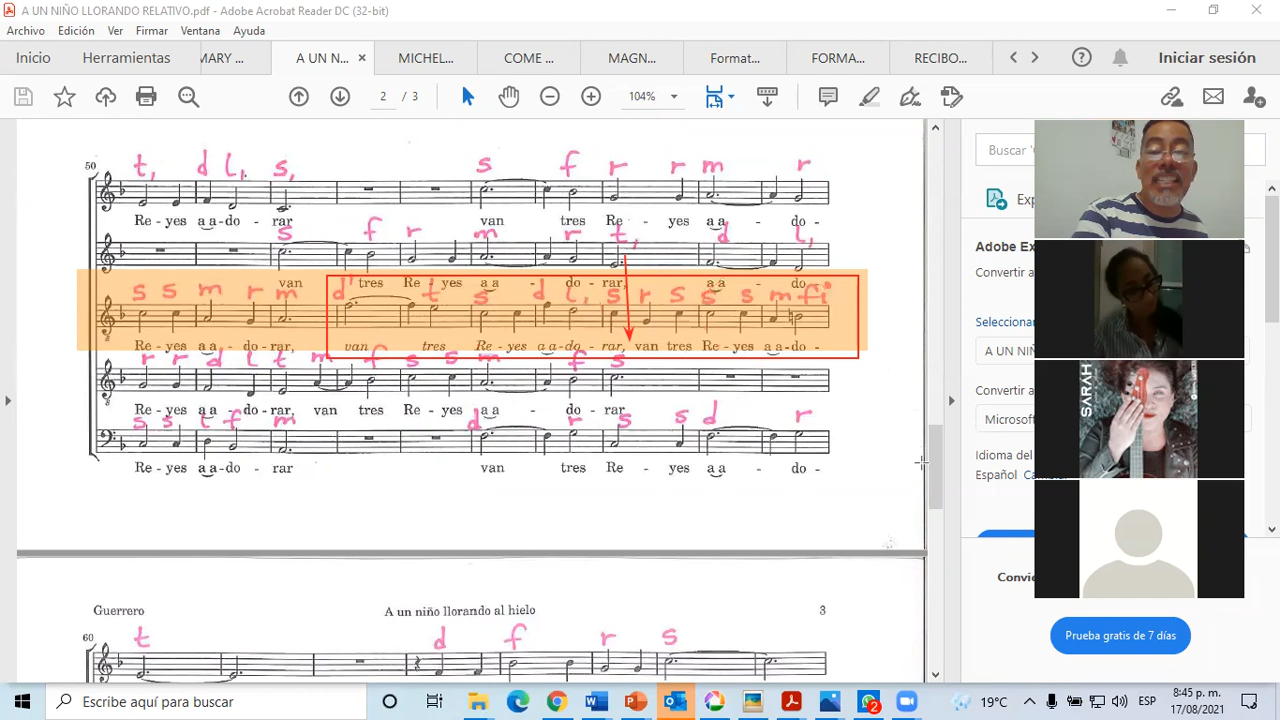 A UN NIÑO LLORANDO RELATIVO.pdf - Adobe Acrobat Reader DC (32-bit)
Archivo Edición Ver Firmar Ventana Ayuda
Inicio Herramientas MARY ... A UN N... × MICHEL... COME ... MAGN... Format... FORMA... RECIBO... Iniciar sesión
2 / 3 104%
Buscar
50
t, d l, s, s f r r m r
Re - yes a a - do - rar van tres Re - yes a a - do -
s f r m r t, d l,
van tres Re - yes a a - do - rar, a a - do
s s m r m d' t s d l, s r s s s m fi
Re - yes a a - do - rar, van tres Re - yes a a - do - rar, van tres Re - yes a a - do -
r r d l t m f s s m f s
Re - yes a a - do - rar, van tres Re - yes a a - do - rar
s s t f m d r s s d r
Re - yes a a - do - rar van tres Re - yes a a - do -
Guerrero A un niño llorando al hielo 3
60
t d f r s
Exp
Adobe Ex
Convertir a
Seleccionar
A UN NI
Convertir a
Microsof
Idioma del
Español Cam
Convie
Prueba gratis de 7 días
SARAH
Escribe aquí para buscar
2
19°C
ESP
8:45 p. m.
17/08/2021